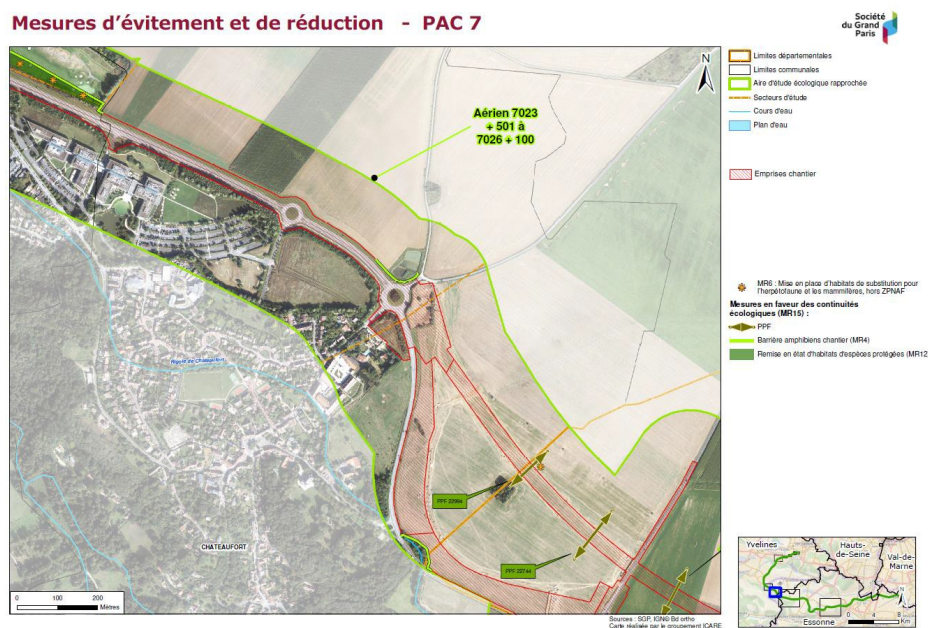 Mesures d'évitement et de réduction - PAC 7
Société
du Grand
Paris
N
Aérien 7023
+ 501 à
7026 + 100
Limites départementales
Limites communales
Aire d'étude écologique rapprochée
Secteurs d'étude
Cours d'eau
Plan d'eau
Emprises chantier
MR6 : Mise en place d'habitats de substitution pour
l'herpétofaune et les mammifères, hors ZPNAF
Mesures en faveur des continuités
écologiques (MR15) :
PPF
Barrière amphibiens chantier (MR4)
Remise en état d'habitats d'espèces protégées (MR12
CHATEAUFORT
0 100 200
Mètres
Yvelines
Hauts-
de-Seine
Val-de-
Marne
Essonne
N
0 4 8
Km
Sources : SGP, IGN© Bd ortho
Carte réalisée par le groupement ICARE